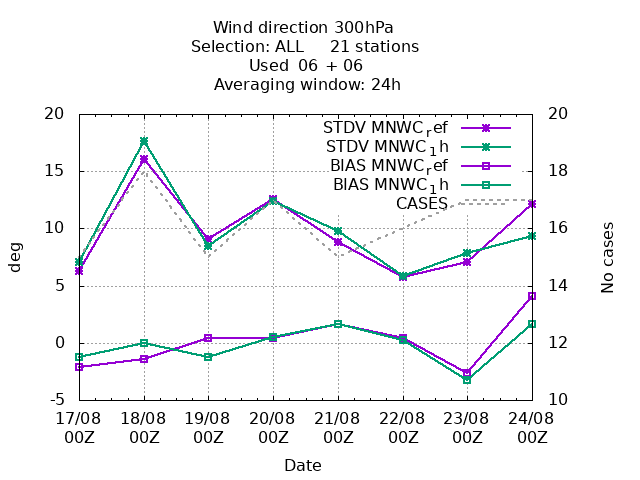 Wind direction 300hPa
Selection: ALL 21 stations
Used 06 + 06
Averaging window: 24h
20 20
STDV MNWC_ref
STDV MNWC_1h
15 BIAS MNWC_ref 18
BIAS MNWC_1h
CASES
10 16
deg
No cases
5 14
0 12
-5 10
17/08 18/08 19/08 20/08 21/08 22/08 23/08 24/08
00Z 00Z 00Z 00Z 00Z 00Z 00Z 00Z
Date